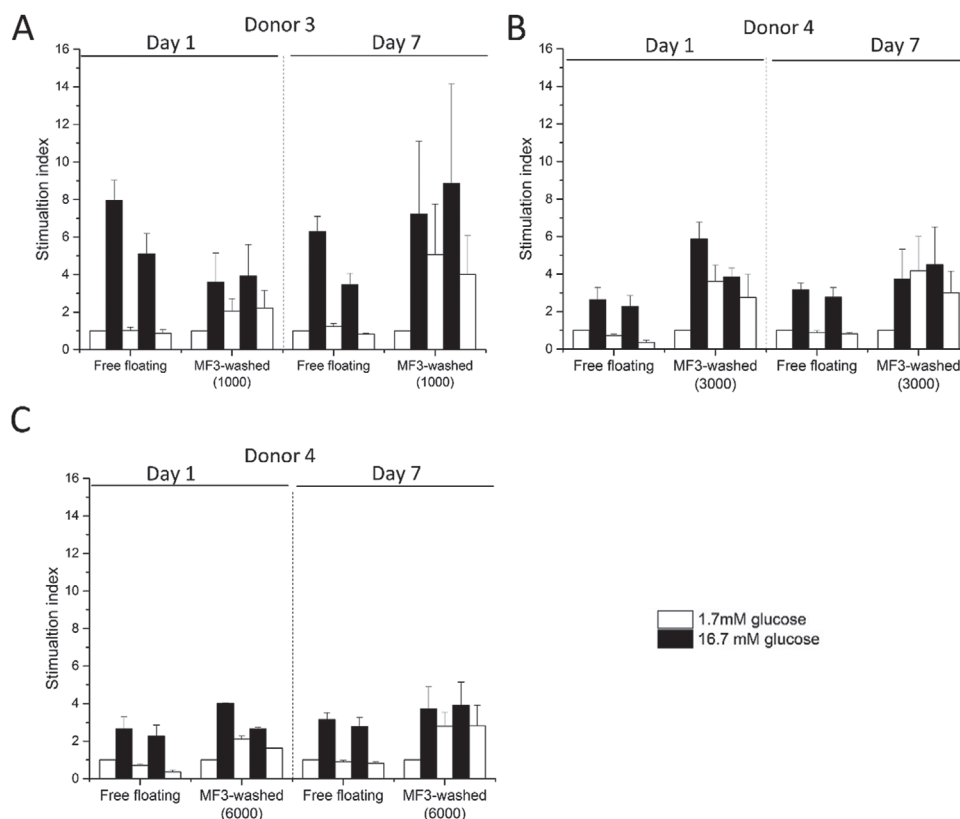 A
Donor 3
Day 1
Day 7
Stimualtion index
16
14
12
10
8
6
4
2
0
Free floating
MF3-washed
(1000)
Free floating
MF3-washed
(1000)
B
Donor 4
Day 1
Day 7
Stimulation index
16
14
12
10
8
6
4
2
0
Free floating
MF3-washed
(3000)
Free floating
MF3-washed
(3000)
C
Donor 4
Day 1
Day 7
Stimualtion index
16
14
12
10
8
6
4
2
0
Free floating
MF3-washed
(6000)
Free floating
MF3-washed
(6000)
1.7mM glucose
16.7 mM glucose